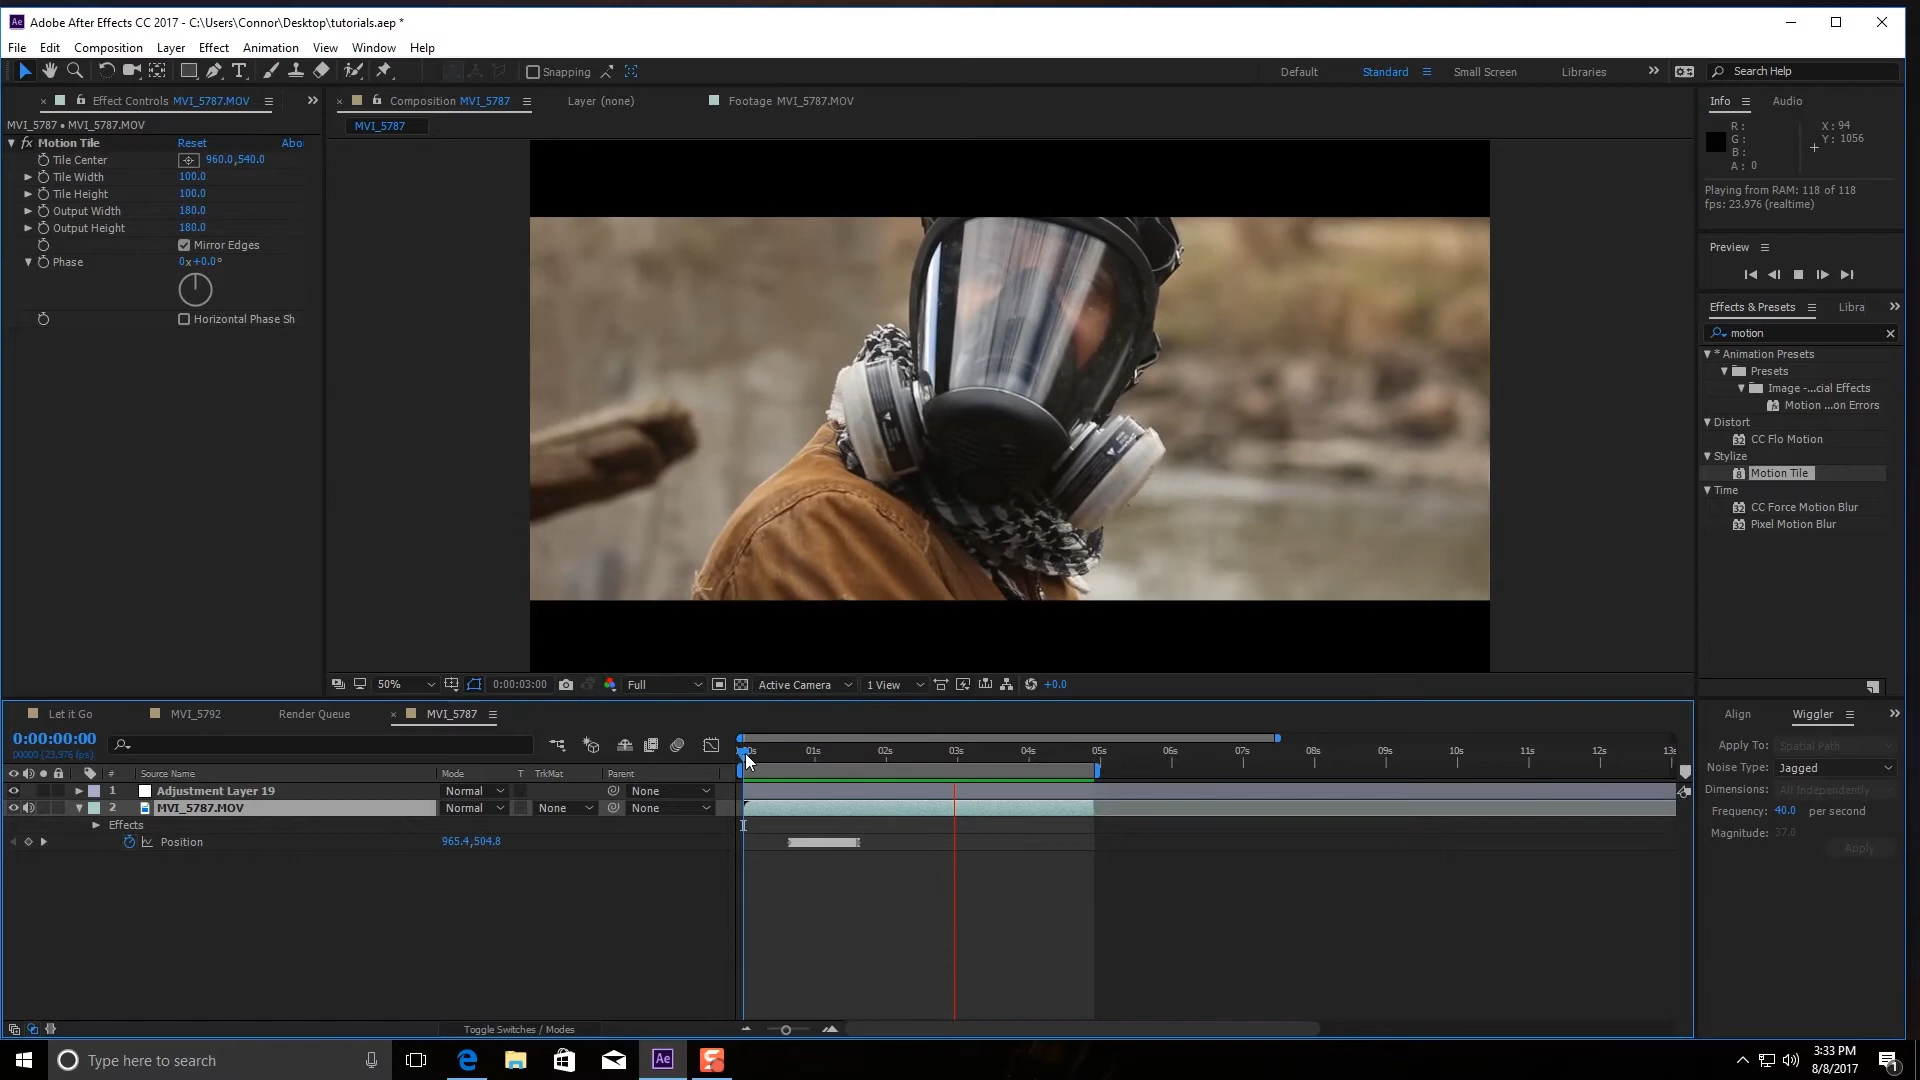 Ae Adobe After Effects CC 2017 - C:\Users\Connor\Desktop\tutorials.aep *
File Edit Composition Layer Effect Animation View Window Help
Snapping
Default Standard Small Screen Libraries
Search Help
Effect Controls MVI_5787.MOV
MVI_5787 • MVI_5787.MOV
fx Motion Tile Reset Abo
Tile Center 960.0,540.0
Tile Width 100.0
Tile Height 100.0
Output Width 180.0
Output Height 180.0
Mirror Edges
Phase 0x+0.0°
Horizontal Phase Sh
Composition MVI_5787 Layer (none) Footage MVI_5787.MOV
MVI_5787
50% 0:00:03:00 Full Active Camera 1 View +0.0
Info Audio
R: X: 94
G: Y: 1056
B:
A: 0
Playing from RAM: 118 of 118
fps: 23.976 (realtime)
Preview
Effects & Presets Libra
motion
* Animation Presets
Presets
Image -...cial Effects
Motion ...on Errors
Distort
CC Flo Motion
Stylize
Motion Tile
Time
CC Force Motion Blur
Pixel Motion Blur
Let it Go MVI_5792 Render Queue MVI_5787
0:00:00:00
00000 (23.976 fps)
01s 02s 03s 04s 05s 06s 07s 08s 09s 10s 11s 12s 13s
# Source Name Mode T TrkMat Parent
1 Adjustment Layer 19 Normal None
2 MVI_5787.MOV Normal None None
Effects
Position 965.4,504.8
Toggle Switches / Modes
Align Wiggler
Apply To: Spatial Path
Noise Type: Jagged
Dimensions: All Independently
Frequency: 40.0 per second
Magnitude: 37.0
Apply
Type here to search
Ae
3:33 PM
8/8/2017
1